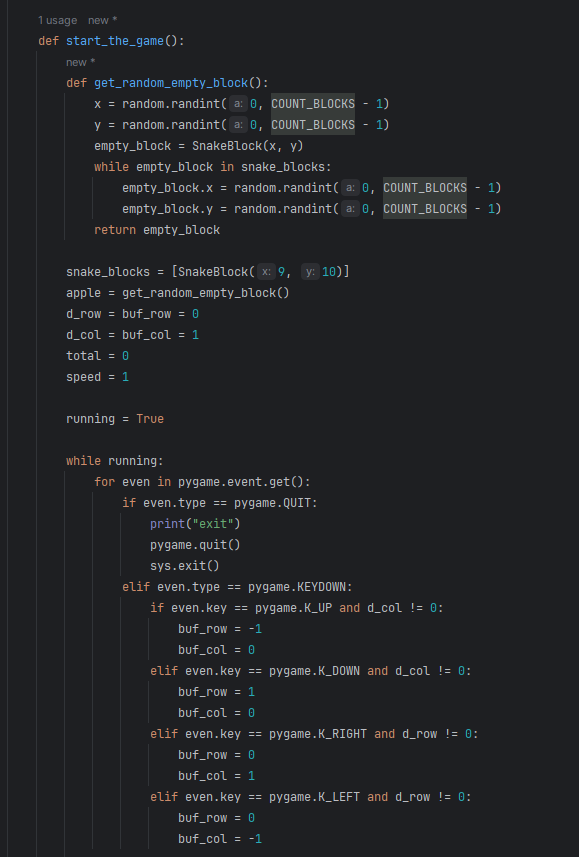 1 usage   new *
def start_the_game():
    new *
    def get_random_empty_block():
        x = random.randint( a: 0, COUNT_BLOCKS - 1)
        y = random.randint( a: 0, COUNT_BLOCKS - 1)
        empty_block = SnakeBlock(x, y)
        while empty_block in snake_blocks:
            empty_block.x = random.randint( a: 0, COUNT_BLOCKS - 1)
            empty_block.y = random.randint( a: 0, COUNT_BLOCKS - 1)
        return empty_block

    snake_blocks = [SnakeBlock( x: 9, y: 10)]
    apple = get_random_empty_block()
    d_row = buf_row = 0
    d_col = buf_col = 1
    total = 0
    speed = 1

    running = True

    while running:
        for even in pygame.event.get():
            if even.type == pygame.QUIT:
                print("exit")
                pygame.quit()
                sys.exit()
            elif even.type == pygame.KEYDOWN:
                if even.key == pygame.K_UP and d_col != 0:
                    buf_row = -1
                    buf_col = 0
                elif even.key == pygame.K_DOWN and d_col != 0:
                    buf_row = 1
                    buf_col = 0
                elif even.key == pygame.K_RIGHT and d_row != 0:
                    buf_row = 0
                    buf_col = 1
                elif even.key == pygame.K_LEFT and d_row != 0:
                    buf_row = 0
                    buf_col = -1